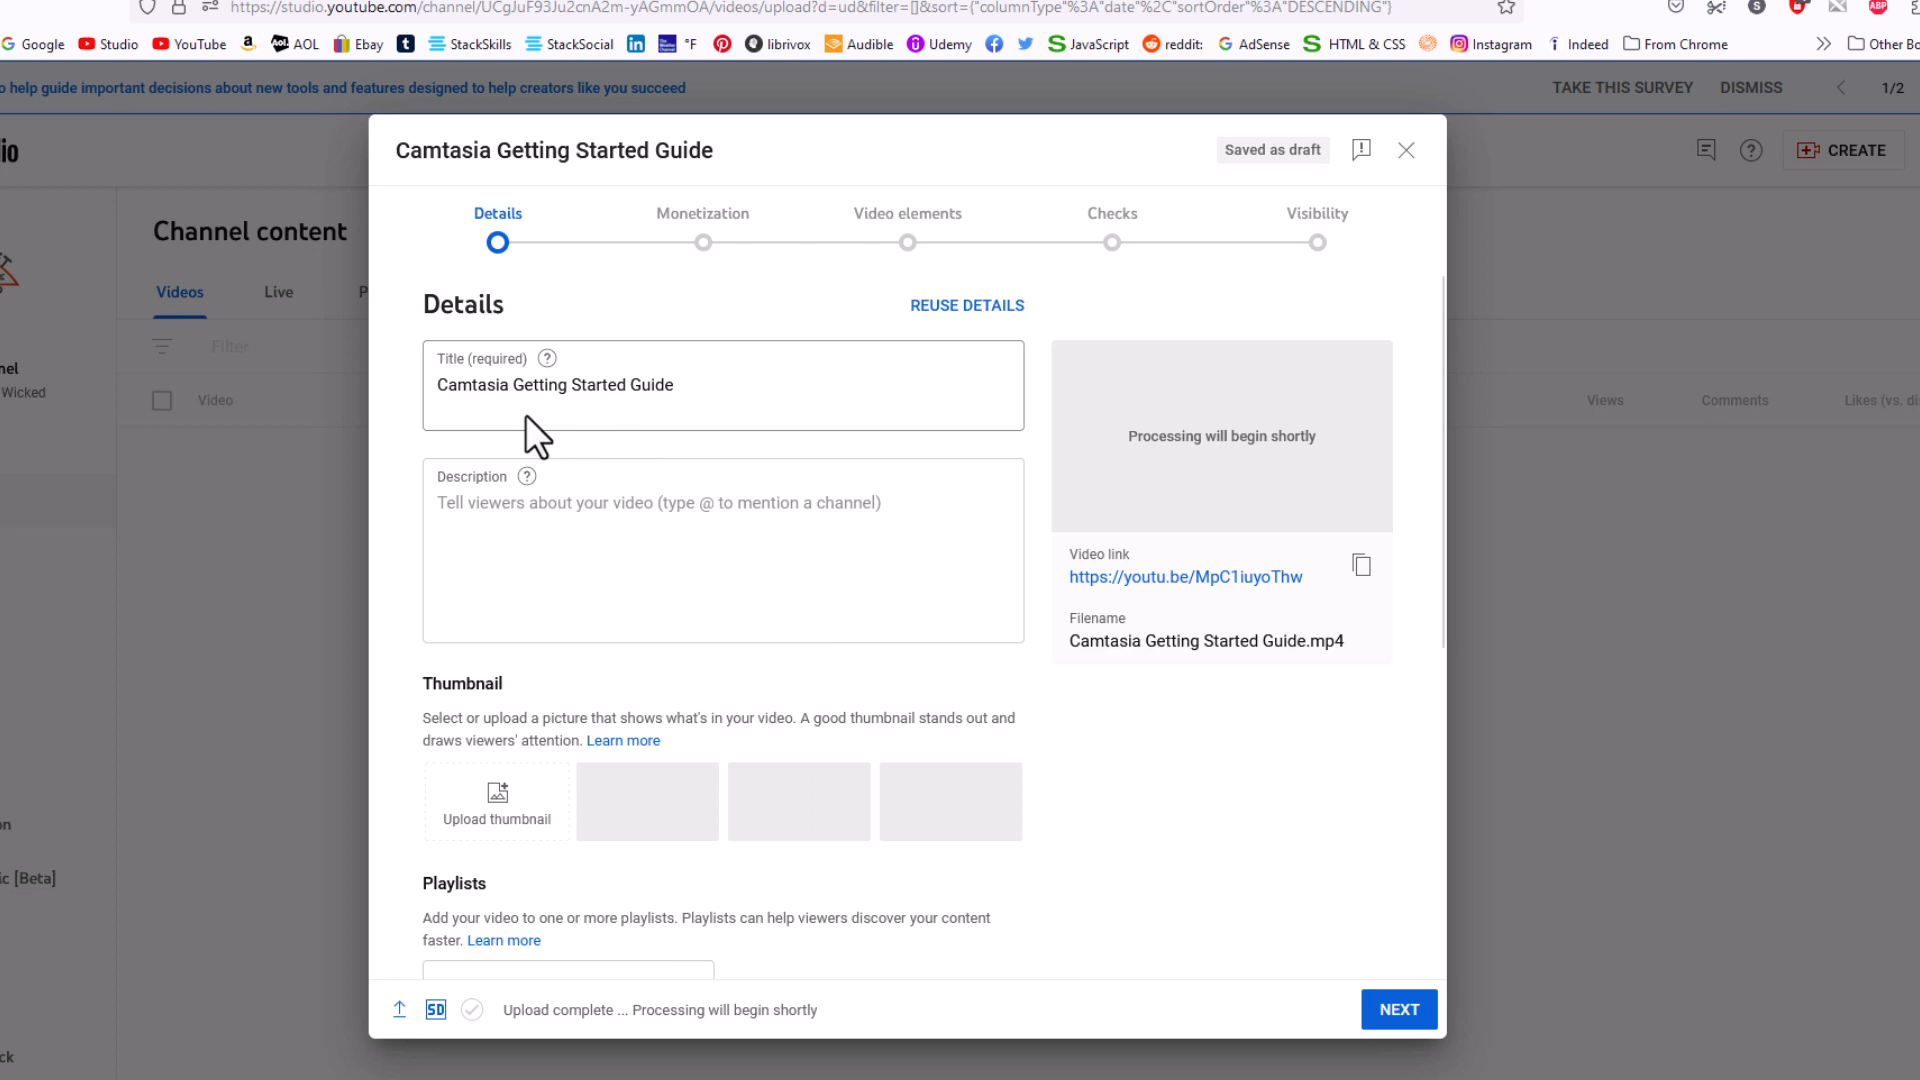 https://studio.youtube.com/channel/UCgJuF93Ju2cnA2m-yAGmmOA/videos/upload?d=ud&filter=[]&sort={"columnType"%3A"date"%2C"sortOrder"%3A"DESCENDING"}
Google Studio YouTube AOL Ebay StackSkills StackSocial °F librivox Audible Udemy JavaScript reddit: AdSense HTML & CSS Instagram Indeed From Chrome Other Bo
o help guide important decisions about new tools and features designed to help creators like you succeed TAKE THIS SURVEY DISMISS 1/2
io Camtasia Getting Started Guide Saved as draft CREATE
Details Monetization Video elements Checks Visibility
Channel content
Videos Live P
Details REUSE DETAILS
Filter
Title (required)
Camtasia Getting Started Guide
nel
Wicked
Video Views Comments Likes (vs. di
Processing will begin shortly
Description
Tell viewers about your video (type @ to mention a channel)
Video link
https://youtu.be/MpC1iuyoThw
Filename
Camtasia Getting Started Guide.mp4
Thumbnail
Select or upload a picture that shows what's in your video. A good thumbnail stands out and
draws viewers' attention. Learn more
Upload thumbnail
on
ic [Beta]
Playlists
Add your video to one or more playlists. Playlists can help viewers discover your content
faster. Learn more
SD Upload complete ... Processing will begin shortly NEXT
ck